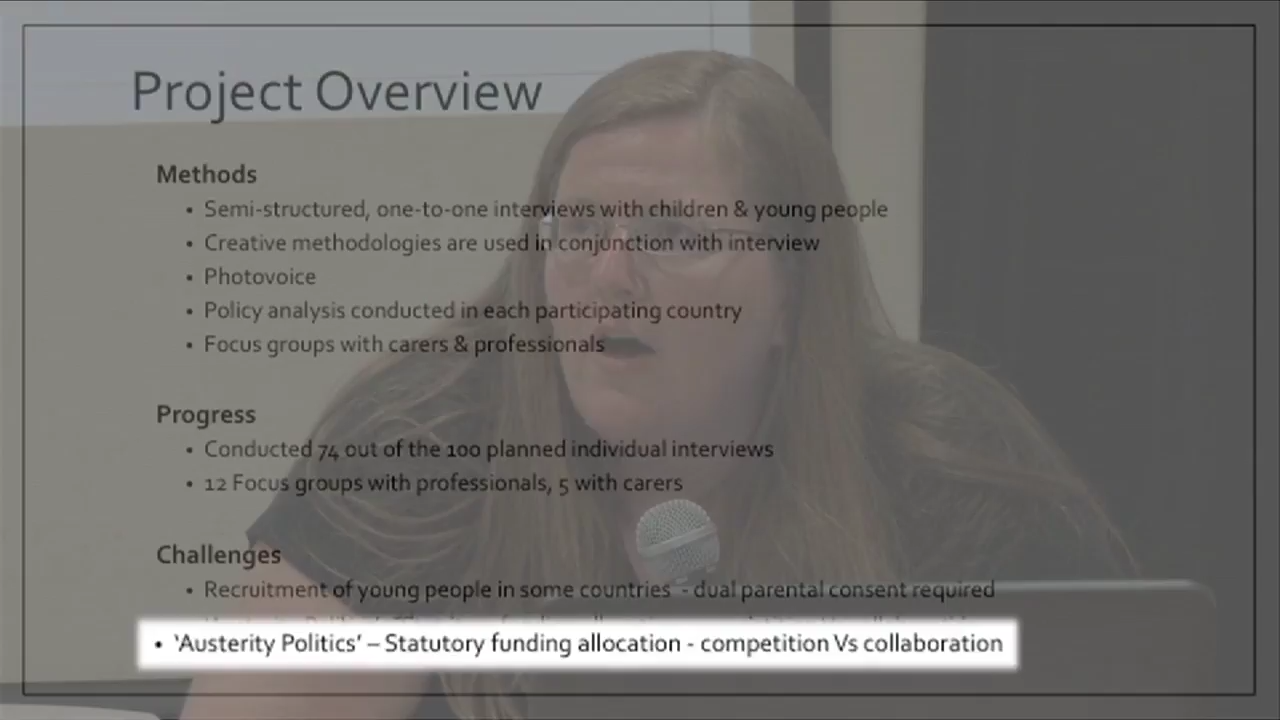 Project Overview
Methods
• Semi-structured, one-to-one interviews with children & young people
• Creative methodologies are used in conjunction with interview
• Photovoice
• Policy analysis conducted in each participating country
• Focus groups with carers & professionals
Progress
• Conducted 74 out of the 100 planned individual interviews
• 12 Focus groups with professionals, 5 with carers
Challenges
• Recruitment of young people in some countries - dual parental consent required
• ‘Austerity Politics’ – Statutory funding allocation - competition Vs collaboration